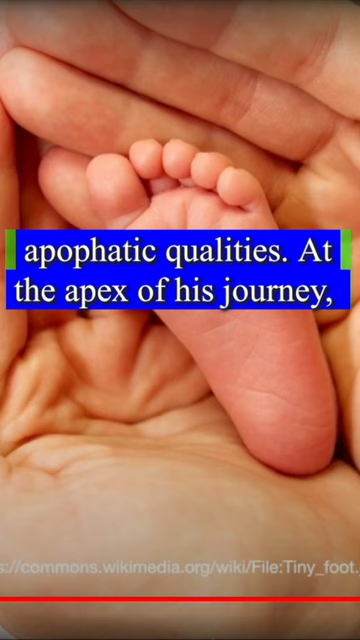 apophatic qualities. At
the apex of his journey,
s://commons.wikimedia.org/wiki/File:Tiny_foot.